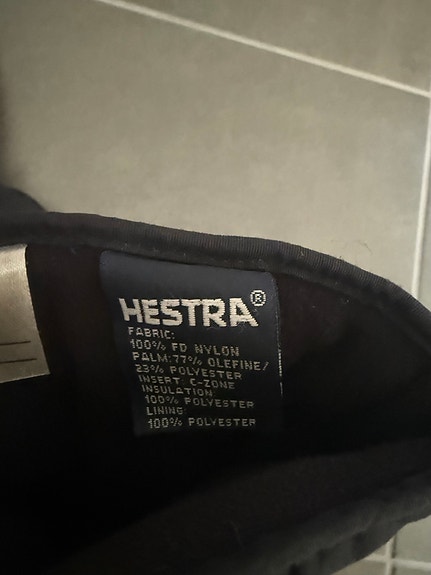 HESTRA®
FABRIC:
100% FD NYLON
PALM: 77% OLEFINE/
23% POLYESTER
INSERT: C-ZONE
INSULATION
100% POLYESTER
LINING
100% POLYESTER